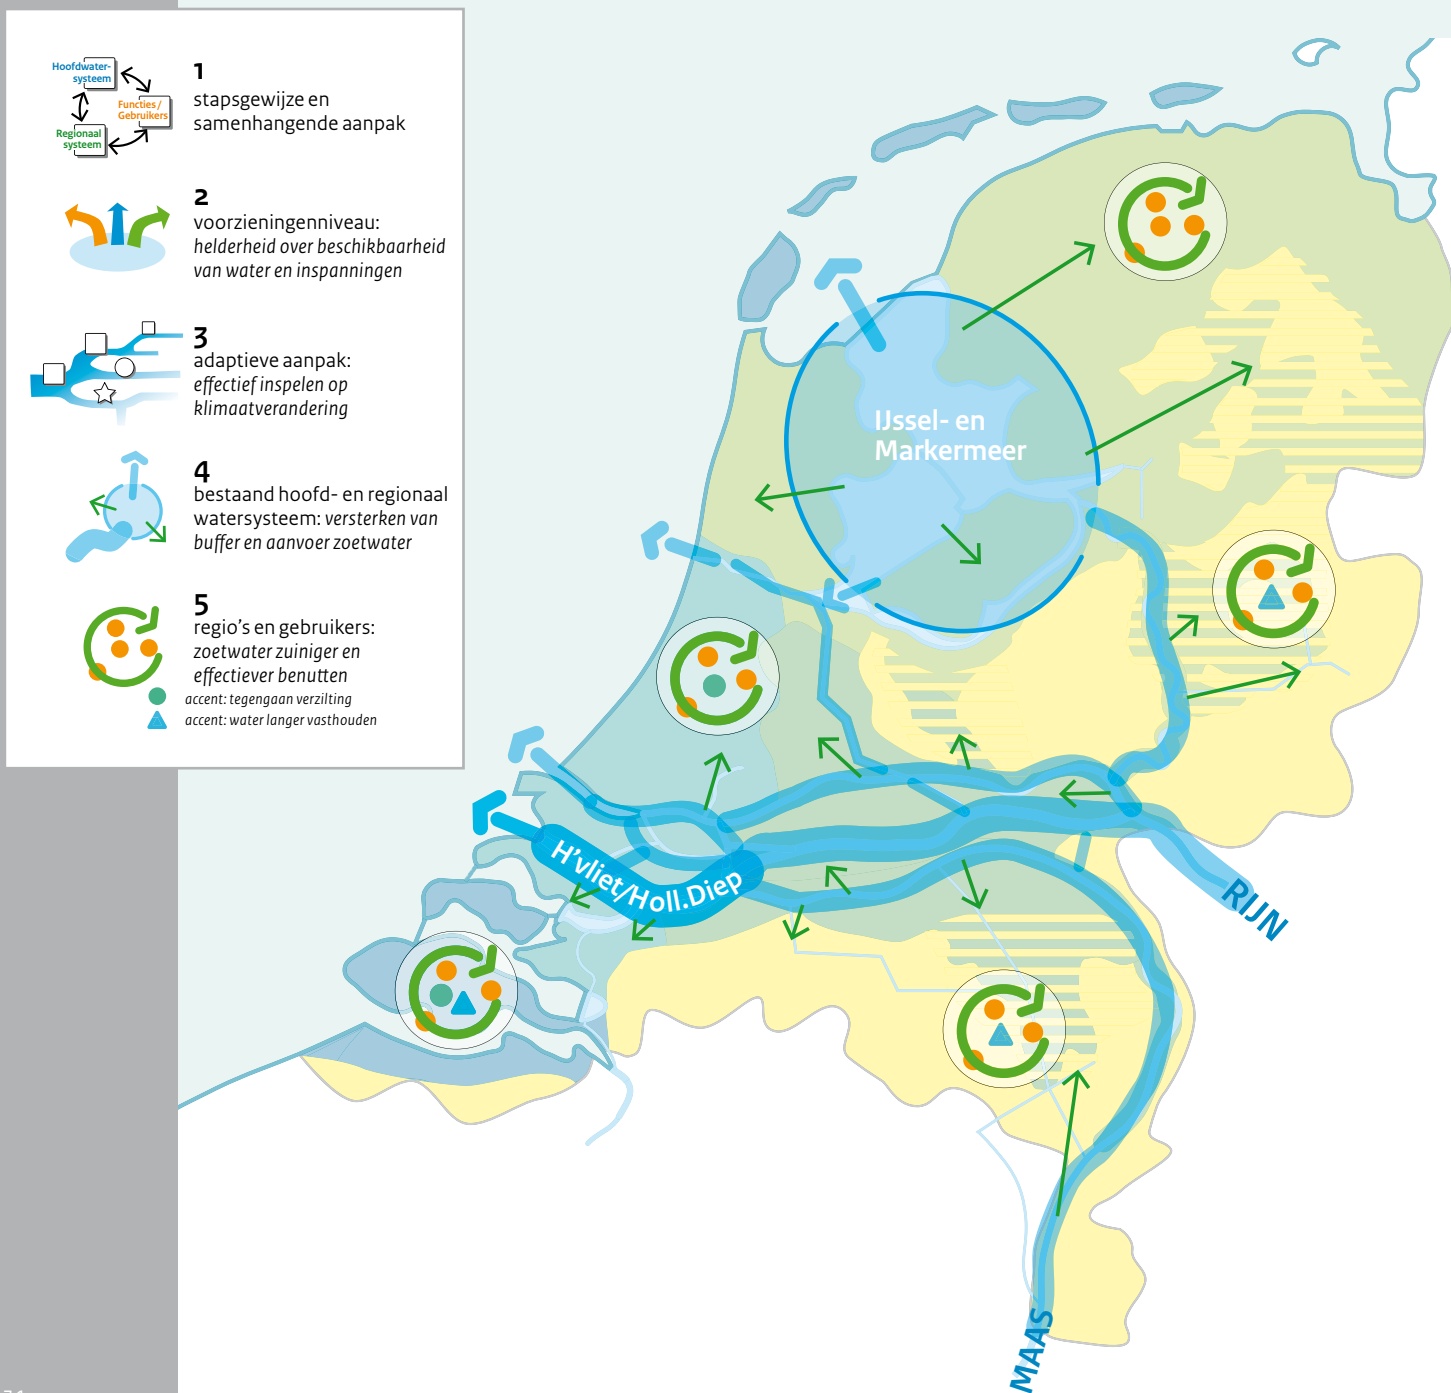 Hoofdwater-
systeem
Functies/
Gebruikers
Regionaal
systeem
1
stapsgewijze en
samenhangende aanpak
2
voorzieningenniveau:
helderheid over beschikbaarheid
van water en inspanningen
3
adaptieve aanpak:
effectief inspelen op
klimaatverandering
4
bestaand hoofd- en regionaal
watersysteem: versterken van
buffer en aanvoer zoetwater
5
regio's en gebruikers:
zoetwater zuiniger en
effectiever benutten
accent: tegengaan verzilting
accent: water langer vasthouden
IJssel- en
Markermeer
H'vliet/Holl.Diep
RIJN
MAAS